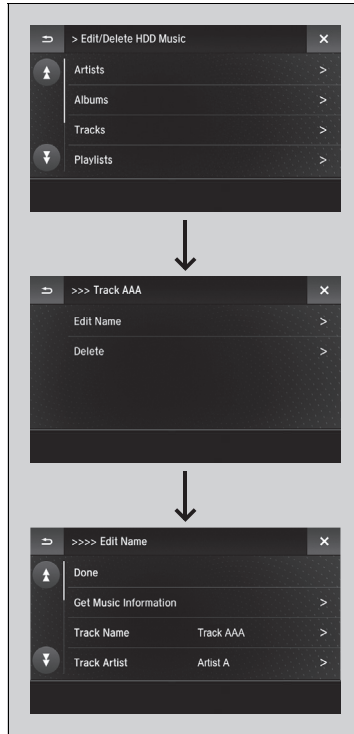 > Edit/Delete HDD Music
Artists >
Albums >
Tracks >
Playlists >
>>> Track AAA
Edit Name >
Delete >
>>>> Edit Name
Done
Get Music Information >
Track Name Track AAA >
Track Artist Artist A >